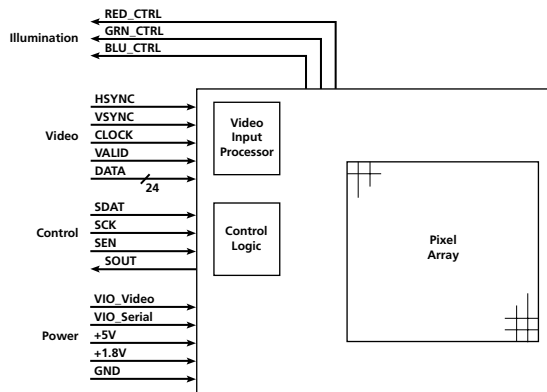 RED_CTRL
Illumination
GRN_CTRL
BLU_CTRL
HSYNC
VSYNC
Video
CLOCK
VALID
DATA
24
Video
Input
Processor
SDAT
Control
SCK
SEN
SOUT
Control
Logic
Pixel
Array
VIO_Video
VIO_Serial
Power
+5V
+1.8V
GND